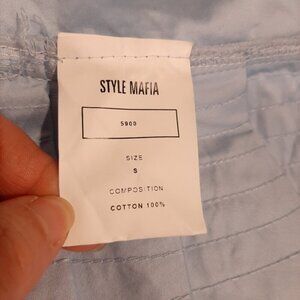 STYLE MAFIA
5900
SIZE
S
COMPOSITION
COTTON 100%